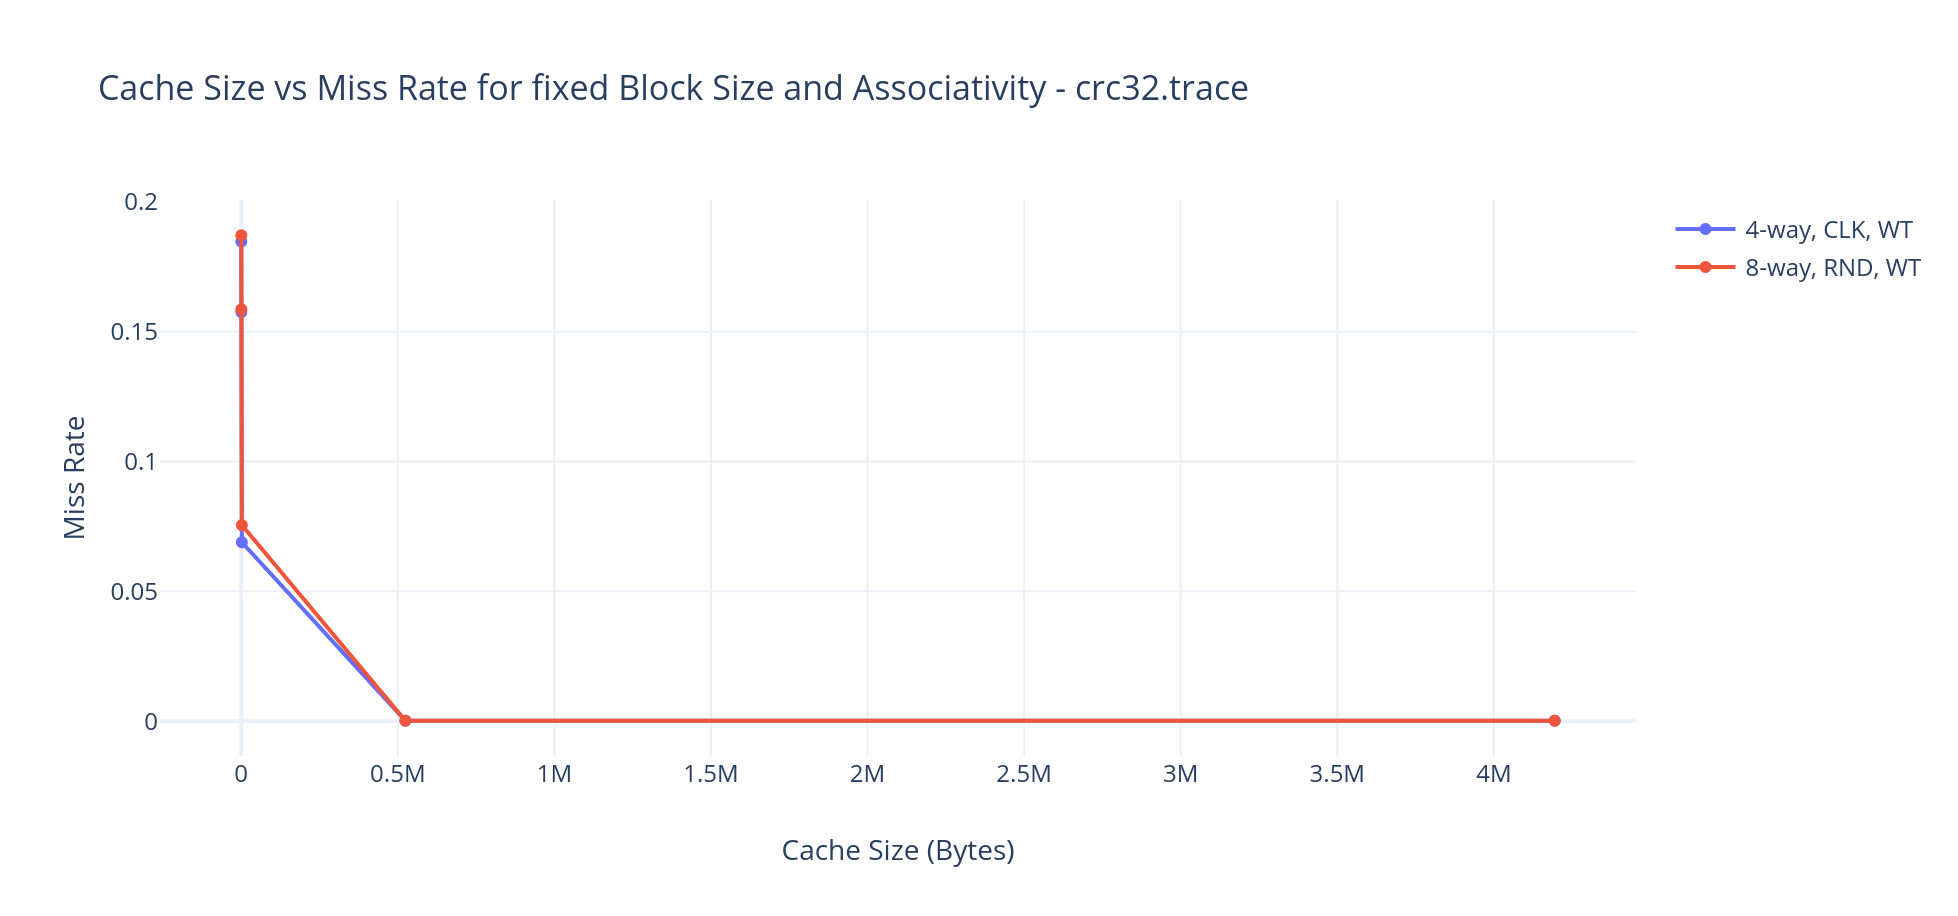 Cache Size vs Miss Rate for fixed Block Size and Associativity - crc32.trace
4-way, CLK, WT
8-way, RND, WT
Miss Rate
0.2
0.15
0.1
0.05
0
0 0.5M 1M 1.5M 2M 2.5M 3M 3.5M 4M
Cache Size (Bytes)